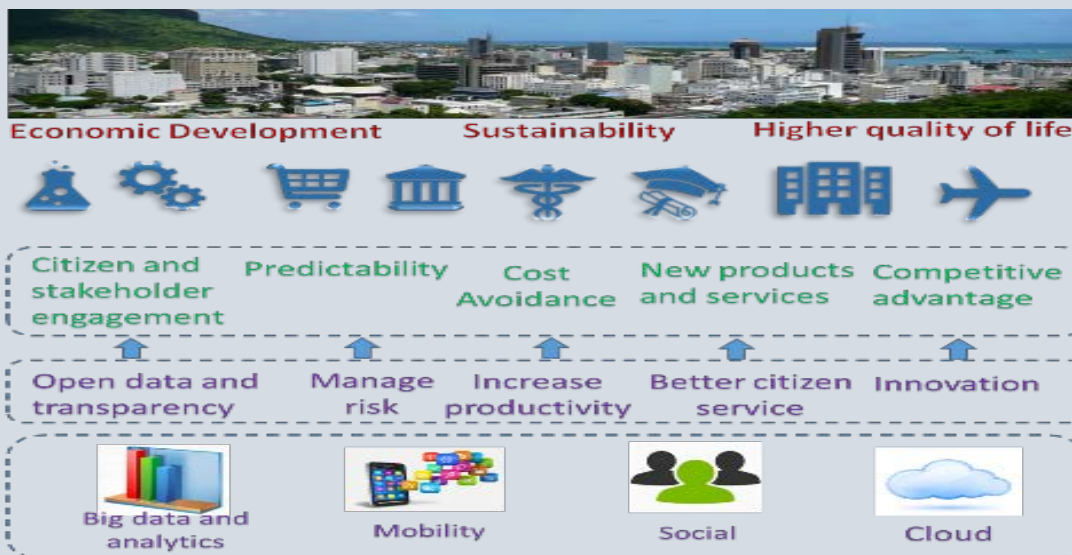 Economic Development Sustainability Higher quality of life
Citizen and
stakeholder
engagement
Predictability
Cost
Avoidance
New products
and services
Competitive
advantage
Open data and
transparency
Manage
risk
Increase
productivity
Better citizen
service
Innovation
Big data and
analytics
Mobility
Social
Cloud